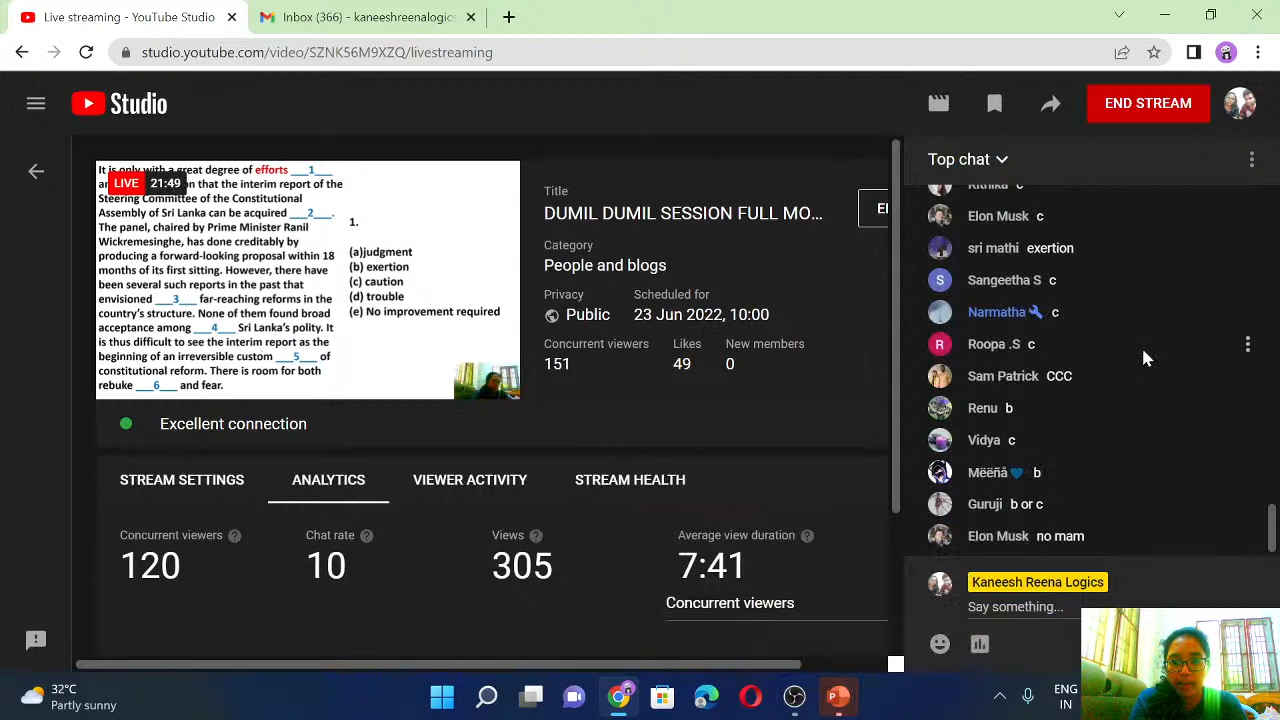 Live streaming - YouTube Studio
Inbox (366) - kaneeshreenalogic
studio.youtube.com/video/SZNK56M9XZQ/livestreaming
Studio
END STREAM
It is only with a great degree of efforts ___1___
LIVE 21:49
on that the interim report of the
Steering Committee of the Constitutional
Assembly of Sri Lanka can be acquired ___2___.
The panel, chaired by Prime Minister Ranil
Wickremesinghe, has done creditably by
producing a forward-looking proposal within 18
months of its first sitting. However, there have
been several such reports in the past that
envisioned ___3___ far-reaching reforms in the
country's structure. None of them found broad
acceptance among ___4___ Sri Lanka's polity. It
is thus difficult to see the interim report as the
beginning of an irreversible custom ___5___ of
constitutional reform. There is room for both
rebuke ___6___ and fear.
1.
(a)judgment
(b) exertion
(c) caution
(d) trouble
(e) No improvement required
Title
DUMIL DUMIL SESSION FULL MO...
Category
People and blogs
Privacy
Public
Scheduled for
23 Jun 2022, 10:00
Concurrent viewers
151
Likes
49
New members
0
Excellent connection
STREAM SETTINGS
ANALYTICS
VIEWER ACTIVITY
STREAM HEALTH
Concurrent viewers
120
Chat rate
10
Views
305
Average view duration
7:41
Concurrent viewers
Top chat
Rithika c
Elon Musk c
sri mathi exertion
Sangeetha S c
Narmatha c
Roopa .S c
Sam Patrick CCC
Renu b
Vidya c
Mëëñå b
Guruji b or c
Elon Musk no mam
Kaneesh Reena Logics
Say something...
32°C
Partly sunny
ENG
IN